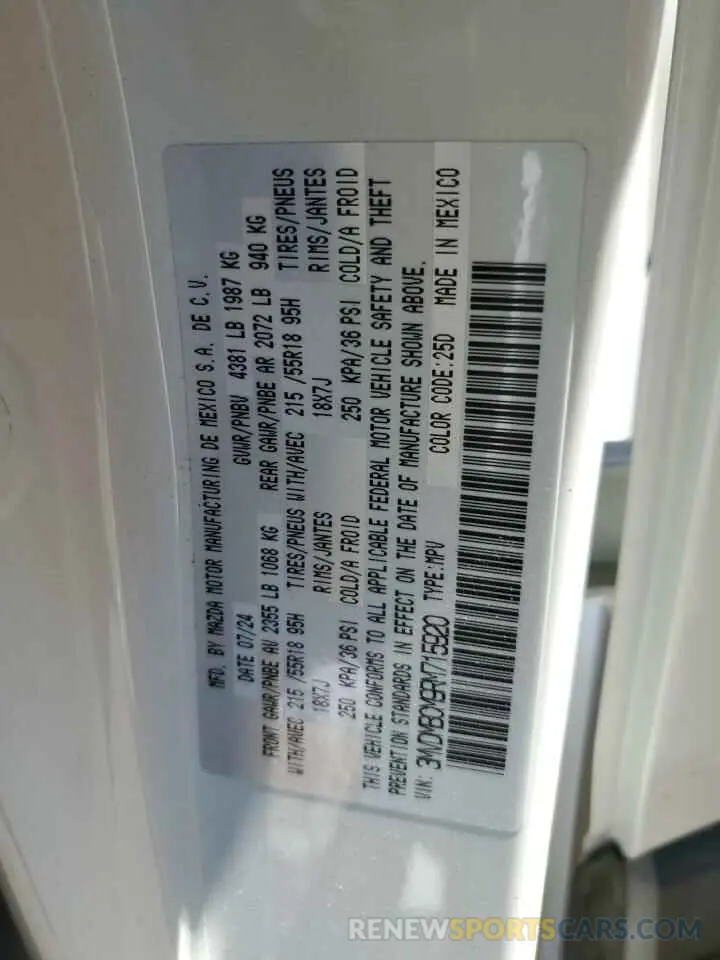 MFD. BY MAZDA MOTOR MANUFACTURING DE MEXICO S.A. DE C.V.
DATE 07/24 GVWR/PNBV 4381 LB 1987 KG
FRONT GAWR/PNBE AV 2355 LB 1068 KG REAR GAWR/PNBE AR 2072 LB 940 KG
WITH/AVEC 215 /55R18 95H TIRES/PNEUS WITH/AVEC 215 /55R18 95H TIRES/PNEUS
18X7J RIMS/JANTES 18X7J RIMS/JANTES
250 KPA/36 PSI COLD/A FROID 250 KPA/36 PSI COLD/A FROID
THIS VEHICLE CONFORMS TO ALL APPLICABLE FEDERAL MOTOR VEHICLE SAFETY AND THEFT
PREVENTION STANDARDS IN EFFECT ON THE DATE OF MANUFACTURE SHOWN ABOVE.
VIN: 3MVDMBCM9RM715920 TYPE:MPV COLOR CODE:25D MADE IN MEXICO
RENEWSPORTSCARS.COM